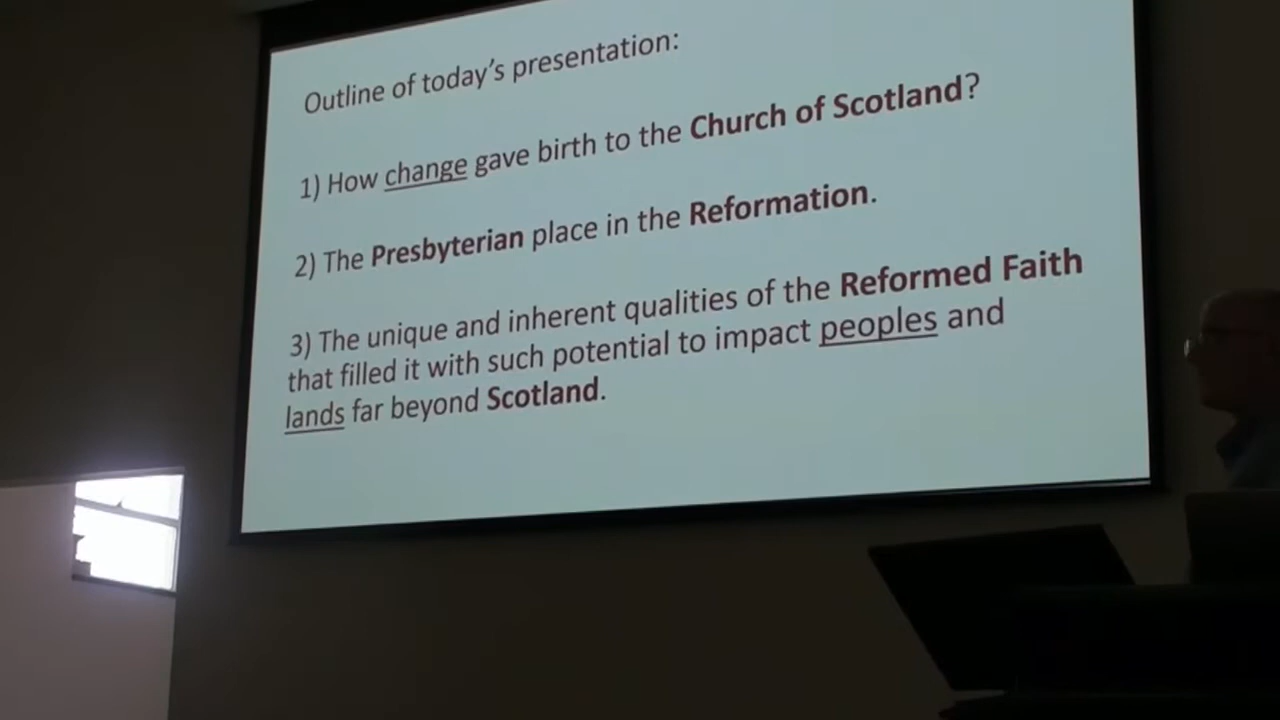 Outline of today's presentation:
1) How change gave birth to the Church of Scotland?
2) The Presbyterian place in the Reformation.
3) The unique and inherent qualities of the Reformed Faith
that filled it with such potential to impact peoples and
lands far beyond Scotland.